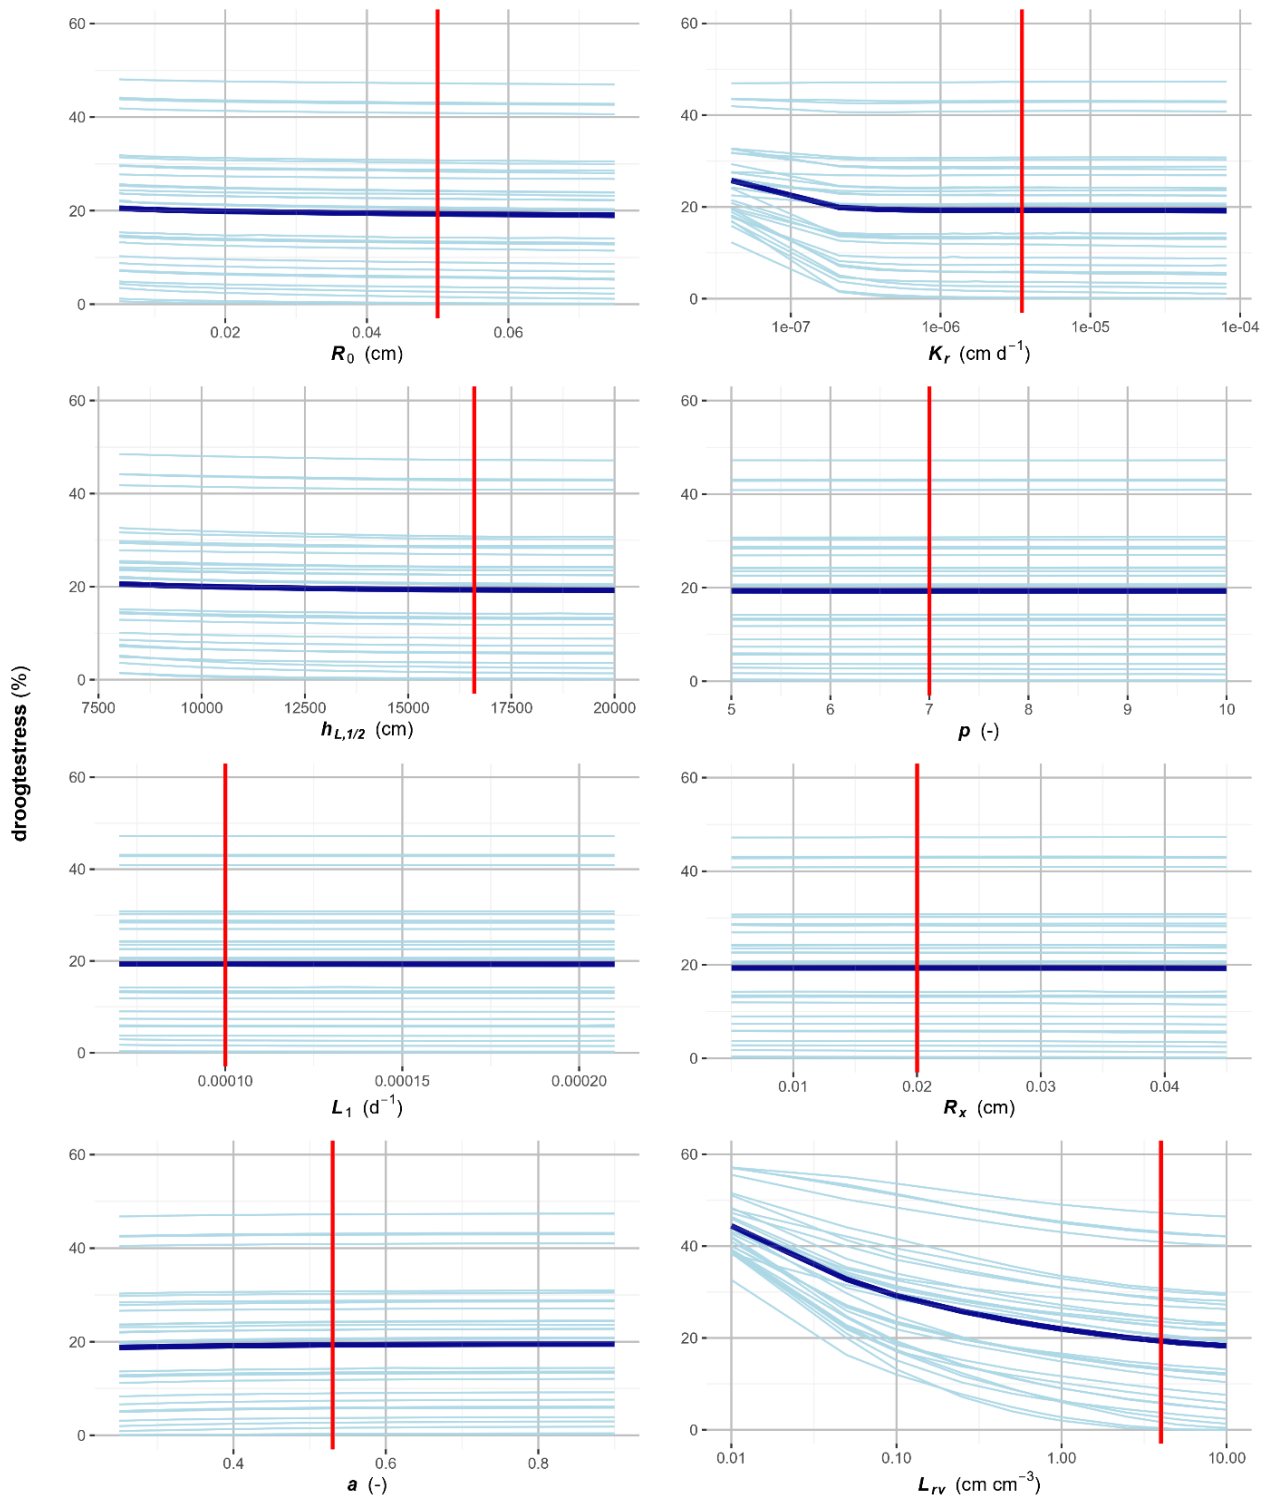 droogtestress (%)
60
40
20
0
0.02 0.04 0.06
R0 (cm)
60
40
20
0
1e-07 1e-06 1e-05 1e-04
Kr (cm d⁻¹)
60
40
20
0
7500 10000 12500 15000 17500 20000
hL,1/2 (cm)
60
40
20
0
5 6 7 8 9 10
p (-)
60
40
20
0
0.00010 0.00015 0.00020
L1 (d⁻¹)
60
40
20
0
0.01 0.02 0.03 0.04
Rx (cm)
60
40
20
0
0.4 0.6 0.8
a (-)
60
40
20
0
0.01 0.10 1.00 10.00
Lrv (cm cm⁻³)